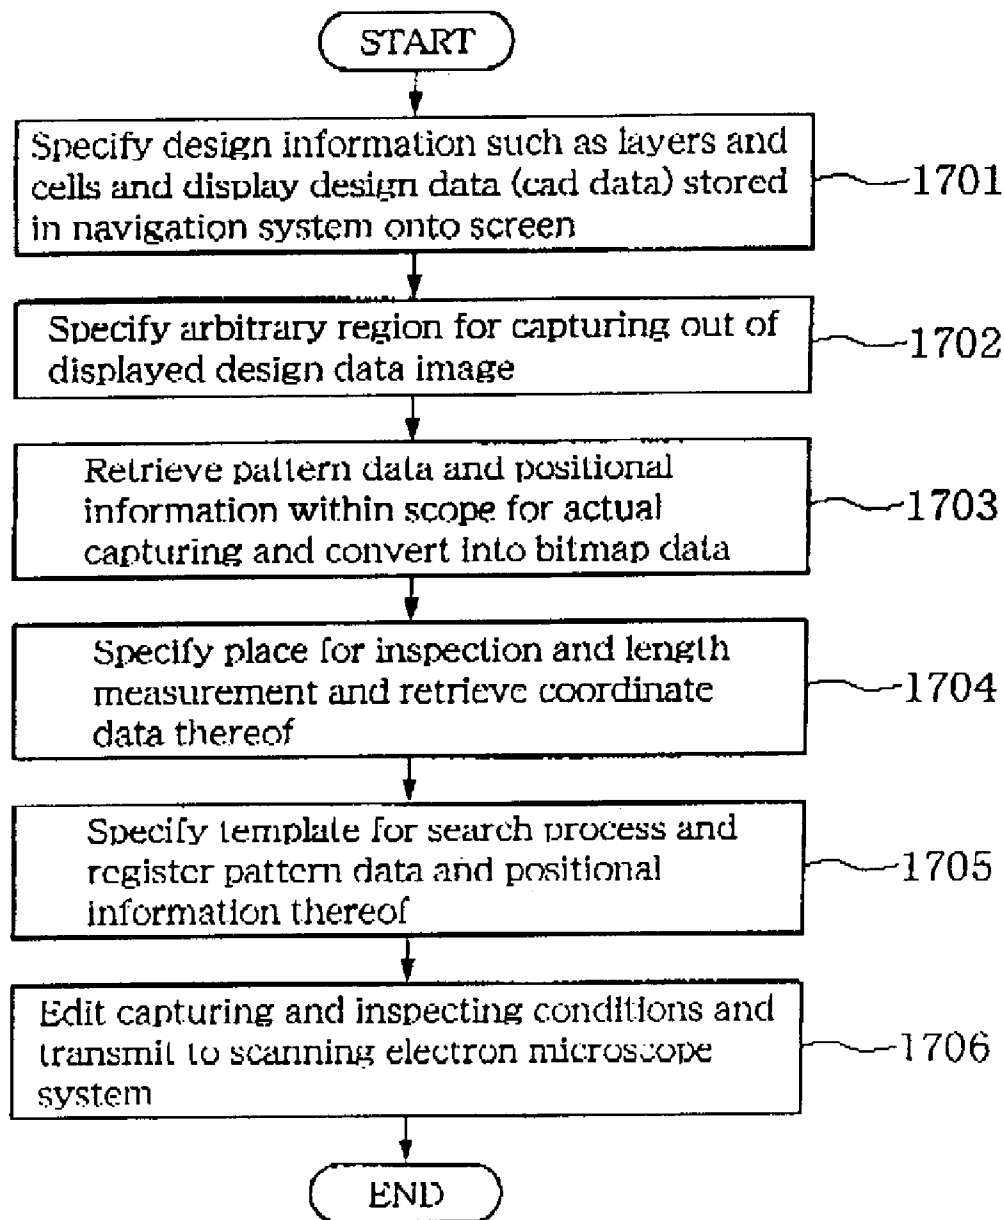 START
Specify design information such as layers and
cells and display design data (cad data) stored
in navigation system onto screen
1701
Specify arbitrary region for capturing out of
displayed design data image
1702
Retrieve pattern data and positional
information within scope for actual
capturing and convert into bitmap data
1703
Specify place for inspection and length
measurement and retrieve coordinate
data thereof
1704
Specify template for search process and
register pattern data and positional
information thereof
1705
Edit capturing and inspecting conditions and
transmit to scanning electron microscope
system
1706
END